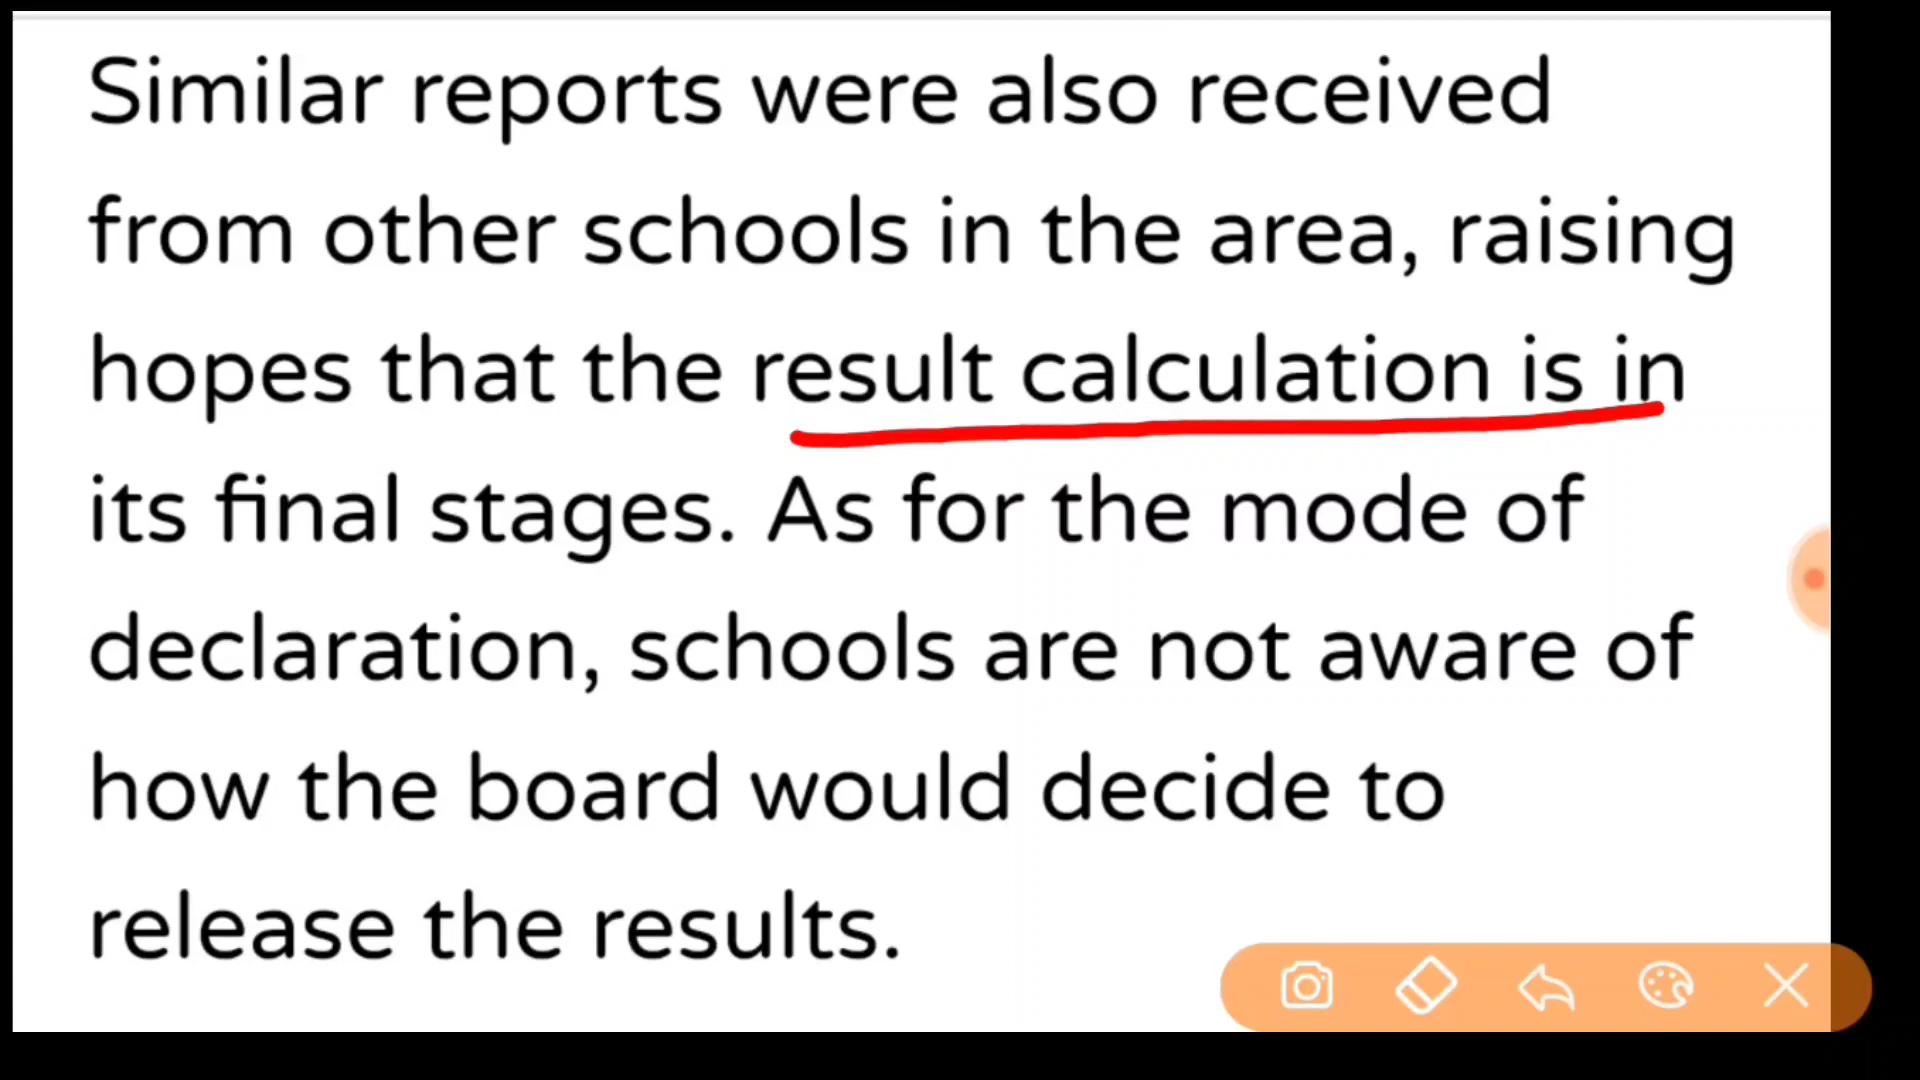 Similar reports were also received
from other schools in the area, raising
hopes that the result calculation is in
its final stages. As for the mode of
declaration, schools are not aware of
how the board would decide to
release the results.